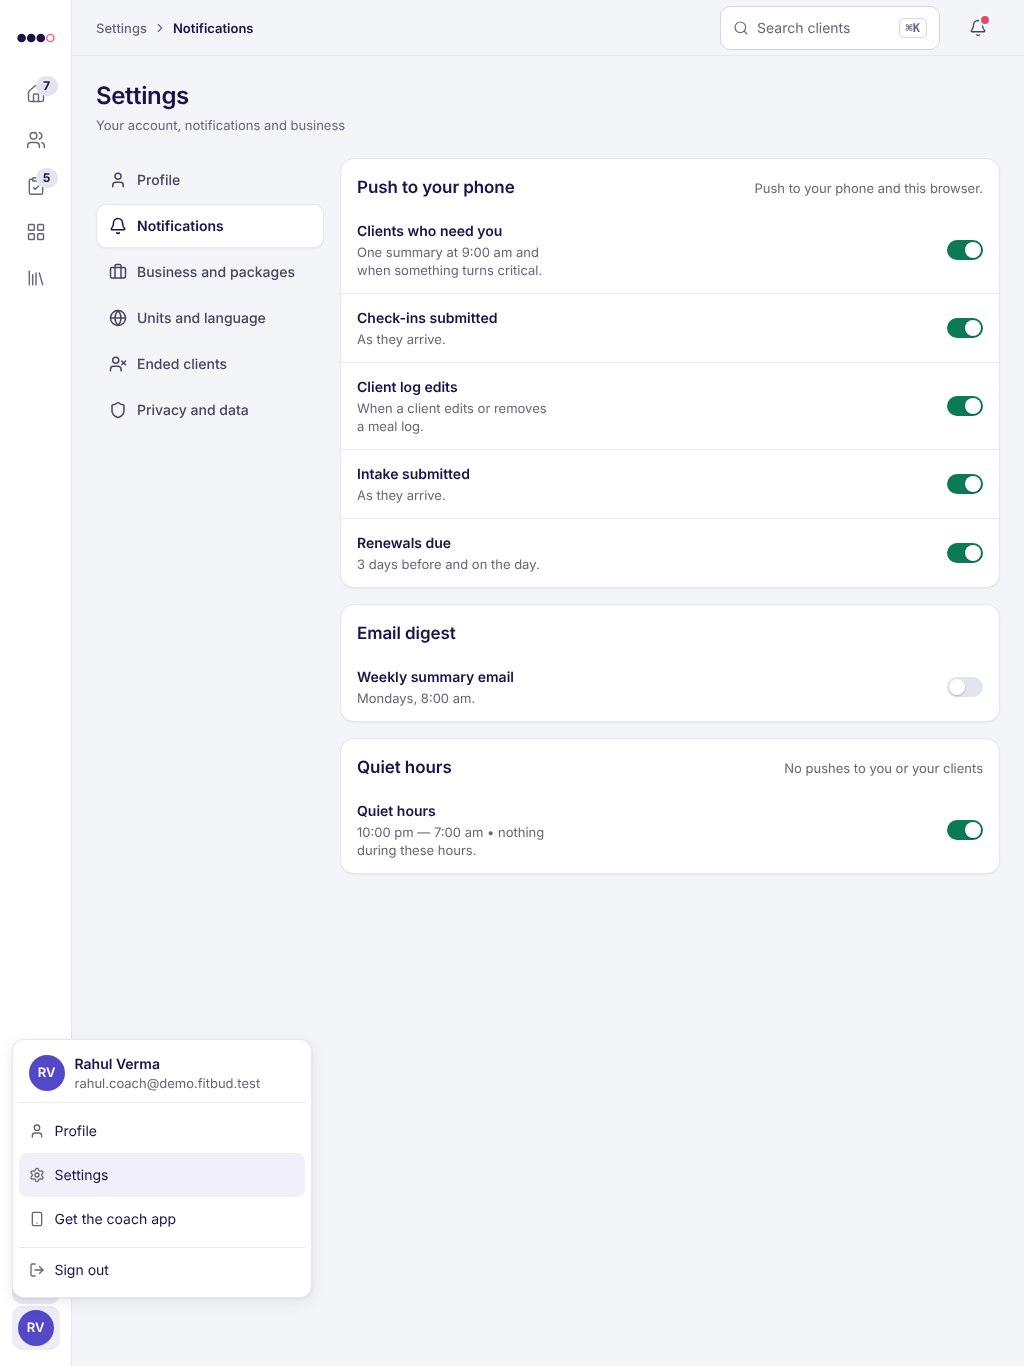 Settings > Notifications
Search clients
⌘K
7
5
Settings
Your account, notifications and business
Profile
Notifications
Business and packages
Units and language
Ended clients
Privacy and data
Push to your phone
Push to your phone and this browser.
Clients who need you
One summary at 9:00 am and
when something turns critical.
Check-ins submitted
As they arrive.
Client log edits
When a client edits or removes
a meal log.
Intake submitted
As they arrive.
Renewals due
3 days before and on the day.
Email digest
Weekly summary email
Mondays, 8:00 am.
Quiet hours
No pushes to you or your clients
Quiet hours
10:00 pm — 7:00 am • nothing
during these hours.
RV
Rahul Verma
rahul.coach@demo.fitbud.test
Profile
Settings
Get the coach app
Sign out
RV